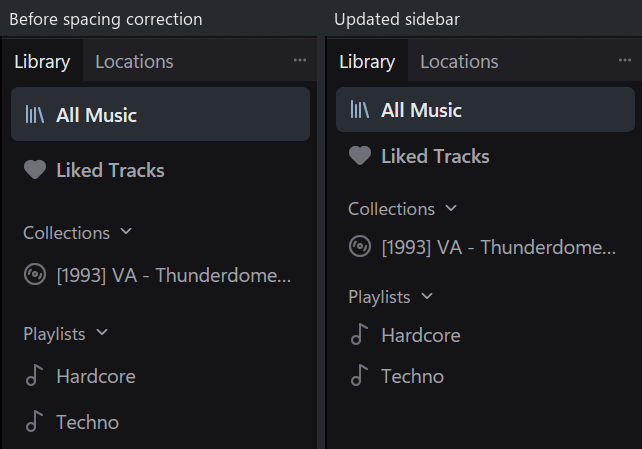 Before spacing correction
Library Locations ...
All Music
Liked Tracks
Collections
[1993] VA - Thunderdome...
Playlists
Hardcore
Techno
Updated sidebar
Library Locations ...
All Music
Liked Tracks
Collections
[1993] VA - Thunderdome...
Playlists
Hardcore
Techno